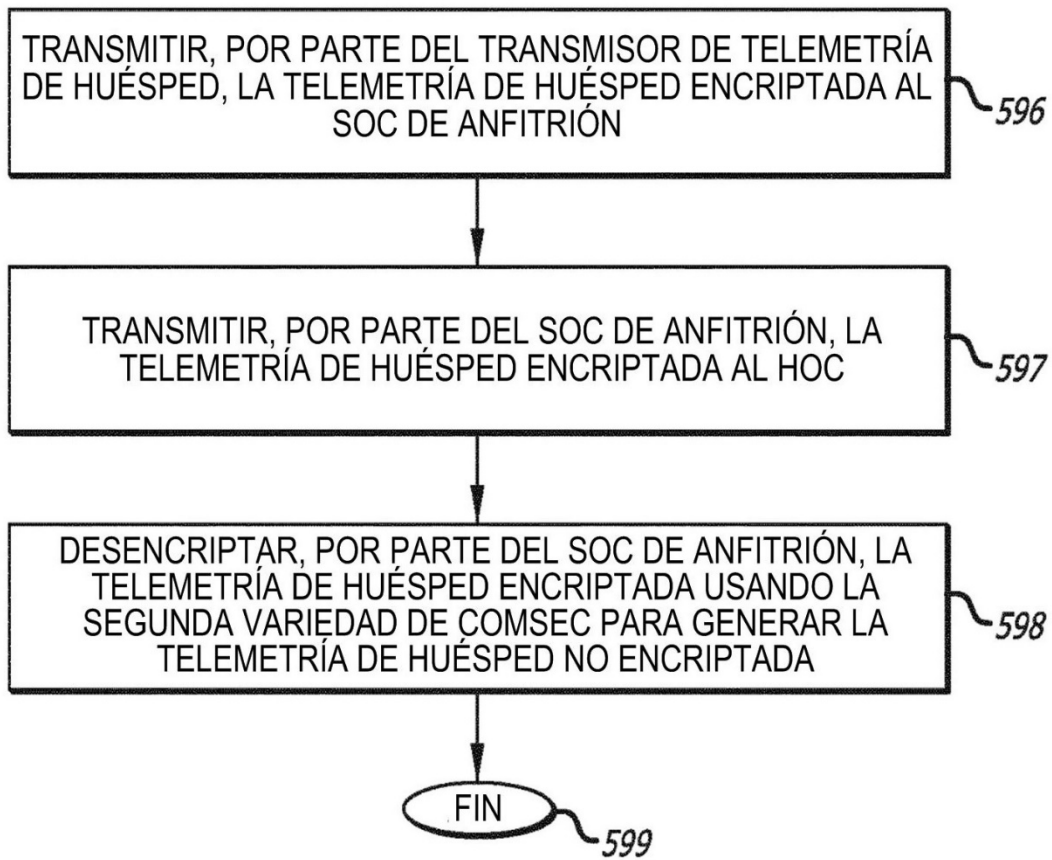 TRANSMITIR, POR PARTE DEL TRANSMISOR DE TELEMETRÍA
DE HUÉSPED, LA TELEMETRÍA DE HUÉSPED ENCRIPTADA AL
SOC DE ANFITRIÓN
596
TRANSMITIR, POR PARTE DEL SOC DE ANFITRIÓN, LA
TELEMETRÍA DE HUÉSPED ENCRIPTADA AL HOC
597
DESENCRIPTAR, POR PARTE DEL SOC DE ANFITRIÓN, LA
TELEMETRÍA DE HUÉSPED ENCRIPTADA USANDO LA
SEGUNDA VARIEDAD DE COMSEC PARA GENERAR LA
TELEMETRÍA DE HUÉSPED NO ENCRIPTADA
598
FIN
599